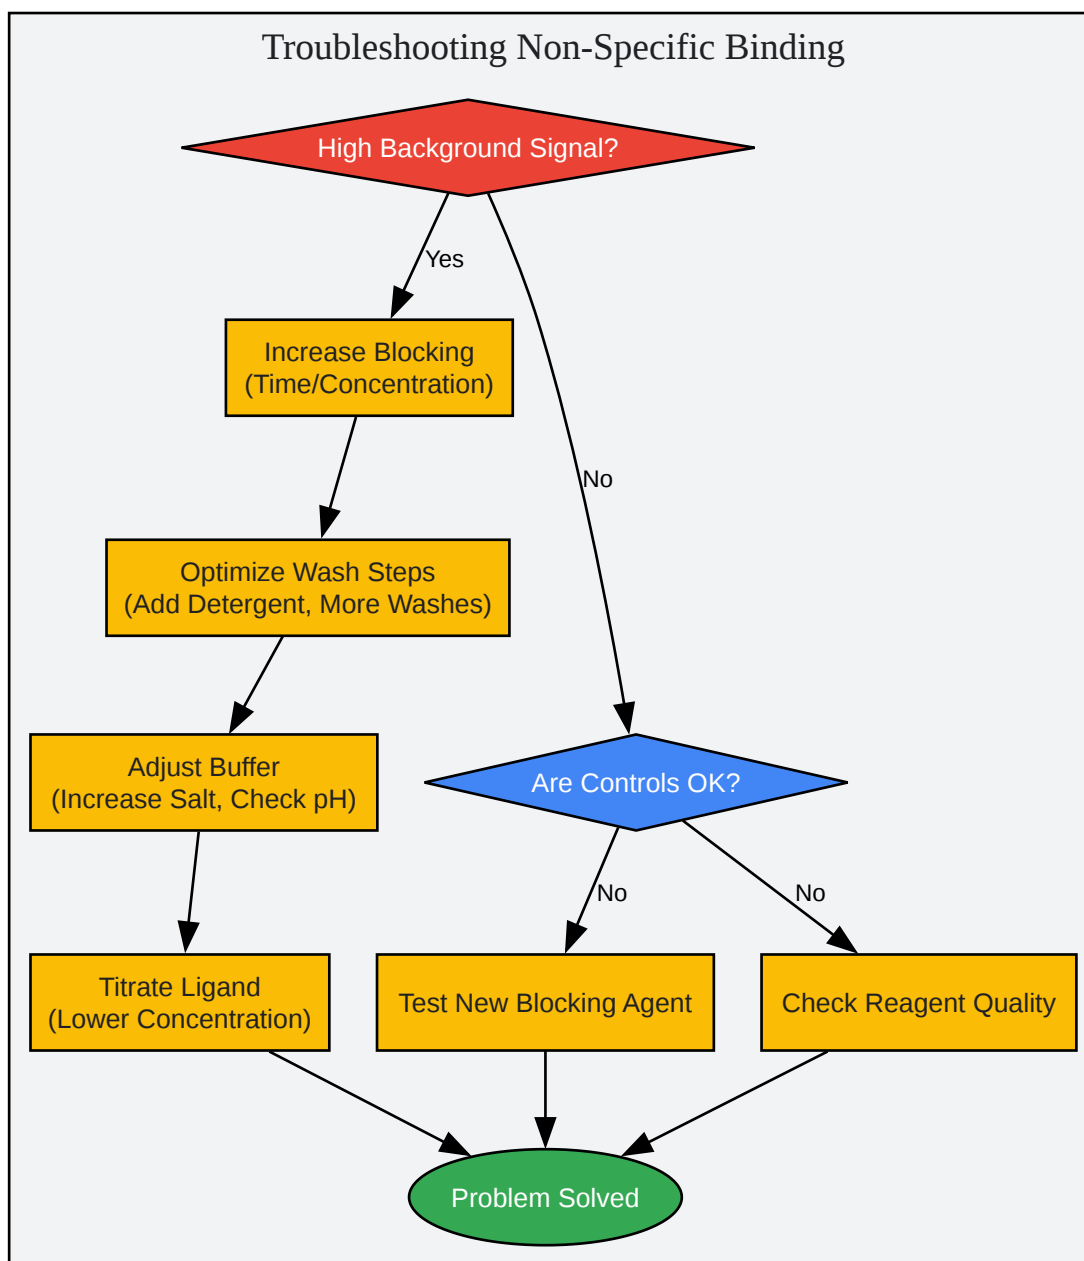 Troubleshooting Non-Specific Binding
High Background Signal?
Yes
Increase Blocking
(Time/Concentration)
No
Optimize Wash Steps
(Add Detergent, More Washes)
Adjust Buffer
(Increase Salt, Check pH)
Are Controls OK?
No
No
Titrate Ligand
(Lower Concentration)
Test New Blocking Agent
Check Reagent Quality
Problem Solved